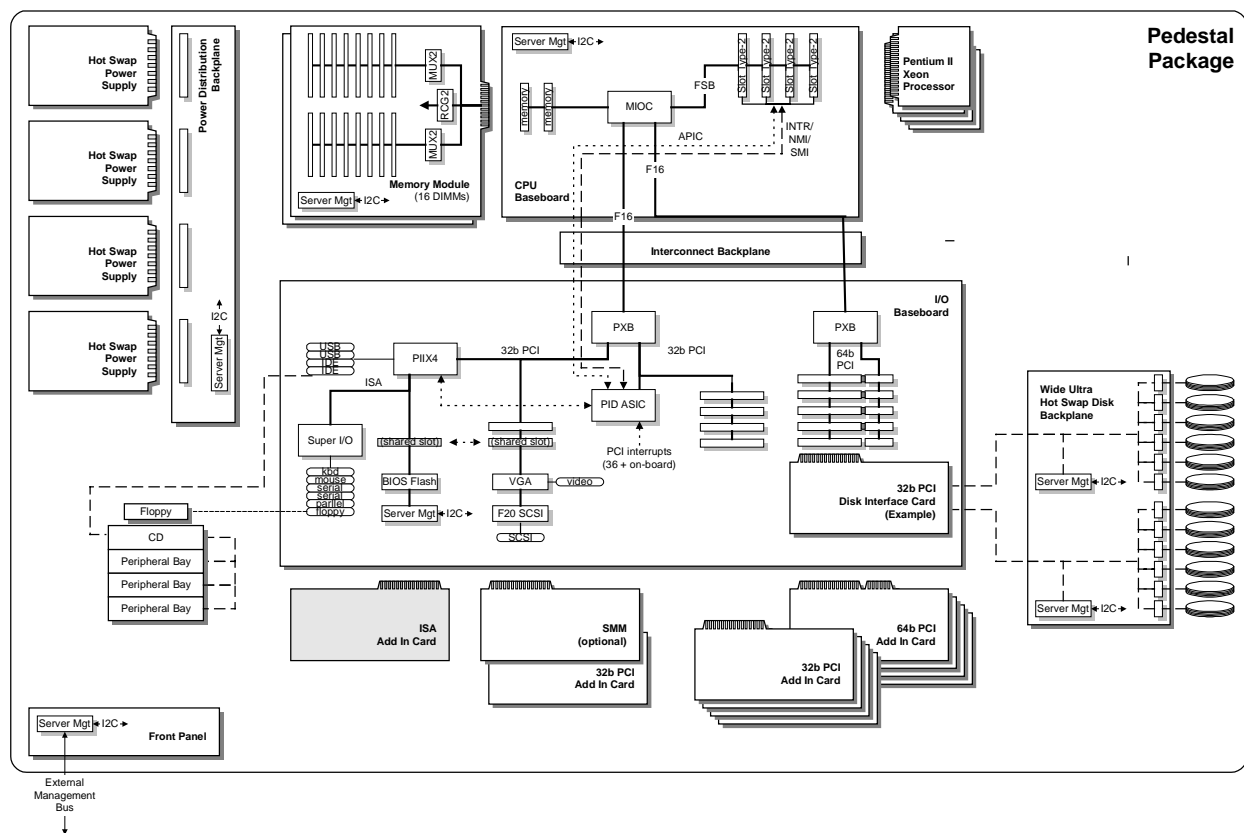 Pedestal
Package
Hot Swap
Power
Supply
Hot Swap
Power
Supply
Hot Swap
Power
Supply
Hot Swap
Power
Supply
Power Distribution
Backplane
I2C
Server Mgt
MUX2
RCG2
MUX2
Memory Module
(16 DIMMs)
Server Mgt
I2C
Server Mgt
I2C
Slot Type-2
Slot Type-2
Slot Type-2
Slot Type-2
FSB
memory
memory
MIOC
APIC
INTR/
NMI/
SMI
F16
CPU
Baseboard
F16
Pentium II
Xeon
Processor
Interconnect Backplane
I/O
Baseboard
PXB
PXB
USB
USB
IDE
IDE
PIIX4
32b PCI
32b PCI
64b
PCI
ISA
PID ASIC
Super I/O
(shared slot)
(shared slot)
PCI interrupts
(36 + on-board)
kbd
mouse
serial
serial
parllel
floppy
BIOS Flash
VGA
video
Server Mgt
I2C
F20 SCSI
SCSI
32b PCI
Disk Interface Card
(Example)
Wide Ultra
Hot Swap Disk
Backplane
Server Mgt
I2C
Server Mgt
I2C
Floppy
CD
Peripheral Bay
Peripheral Bay
Peripheral Bay
ISA
Add In Card
SMM
(optional)
32b PCI
Add In Card
64b PCI
Add In Card
32b PCI
Add In Card
Server Mgt
I2C
Front Panel
External
Management
Bus